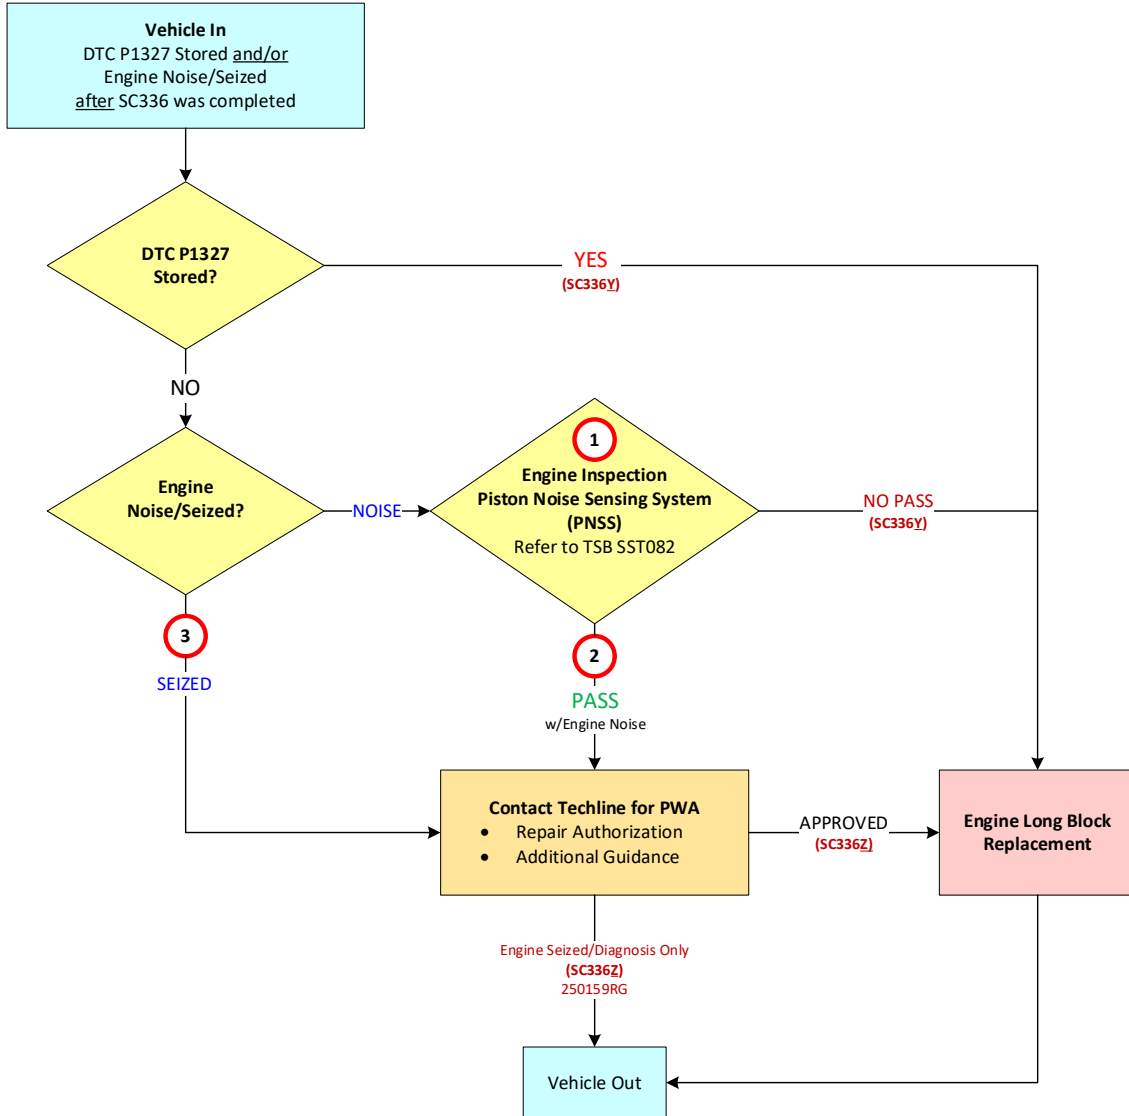 Vehicle In
DTC P1327 Stored and/or
Engine Noise/Seized
after SC336 was completed
DTC P1327
Stored?
YES
(SC336Y)
NO
Engine
Noise/Seized?
NOISE
1
Engine Inspection
Piston Noise Sensing System
(PNSS)
Refer to TSB SST082
NO PASS
(SC336Y)
3
SEIZED
2
PASS
w/Engine Noise
Contact Techline for PWA
• Repair Authorization
• Additional Guidance
APPROVED
(SC336Z)
Engine Long Block
Replacement
Engine Seized/Diagnosis Only
(SC336Z)
250159RG
Vehicle Out